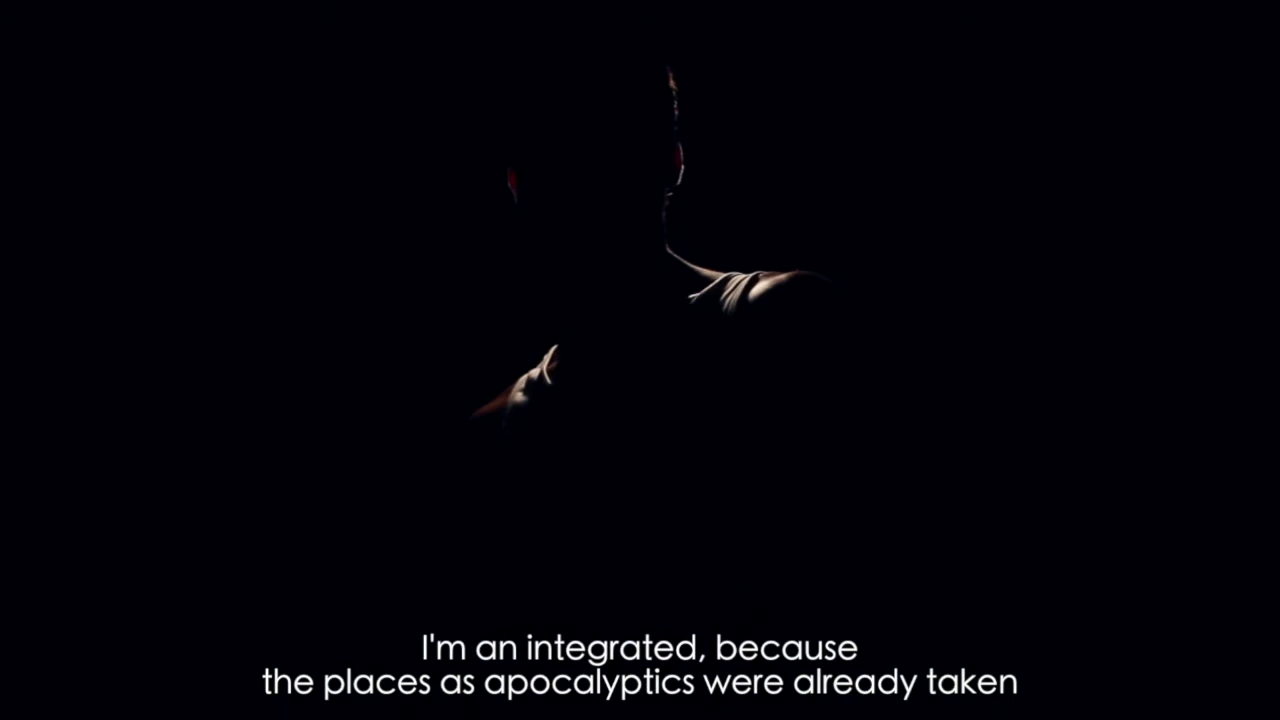 I'm an integrated, because
the places as apocalyptics were already taken